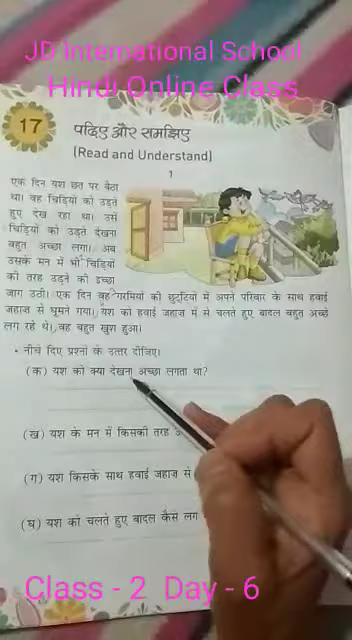 JD International School
Hindi Online Class
17
पढ़िए और समझिए
(Read and Understand)
1
एक दिन यश छत पर बैठा
था। वह चिड़ियों को उड़ते
हुए देख रहा था। उसे
चिड़ियों को उड़ते देखना
बहुत अच्छा लगा। अब
उसके मन में भी चिड़ियों
की तरह उड़ने की इच्छा
जाग उठी। एक दिन वह गरमियों की छुट्टियों में अपने परिवार के साथ हवाई
जहाज़ से घूमने गया। यश को हवाई जहाज़ में से चलते हुए बादल बहुत अच्छे
लग रहे थे। वह बहुत खुश हुआ।
• नीचे दिए प्रश्नों के उत्तर दीजिए।
(क) यश को क्या देखना अच्छा लगता था?
(ख) यश के मन में किसकी तरह
(ग) यश किसके साथ हवाई जहाज़ से
(घ) यश को चलते हुए बादल कैसे लग
Class - 2 Day - 6